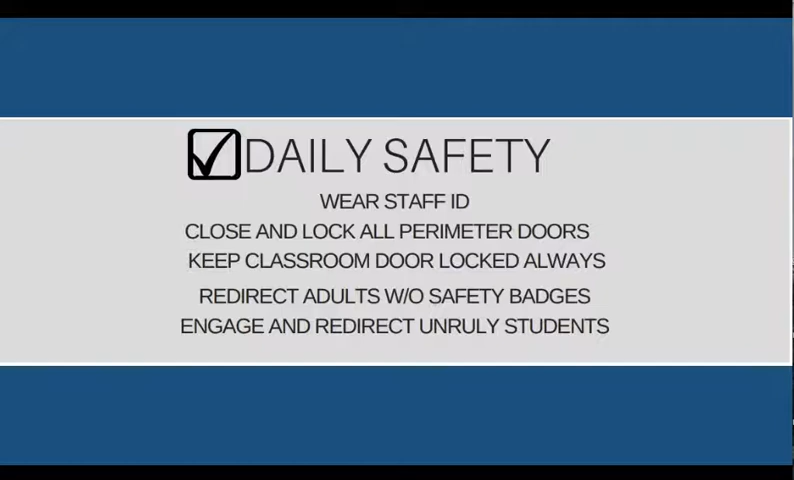 DAILY SAFETY
WEAR STAFF ID
CLOSE AND LOCK ALL PERIMETER DOORS
KEEP CLASSROOM DOOR LOCKED ALWAYS
REDIRECT ADULTS W/O SAFETY BADGES
ENGAGE AND REDIRECT UNRULY STUDENTS